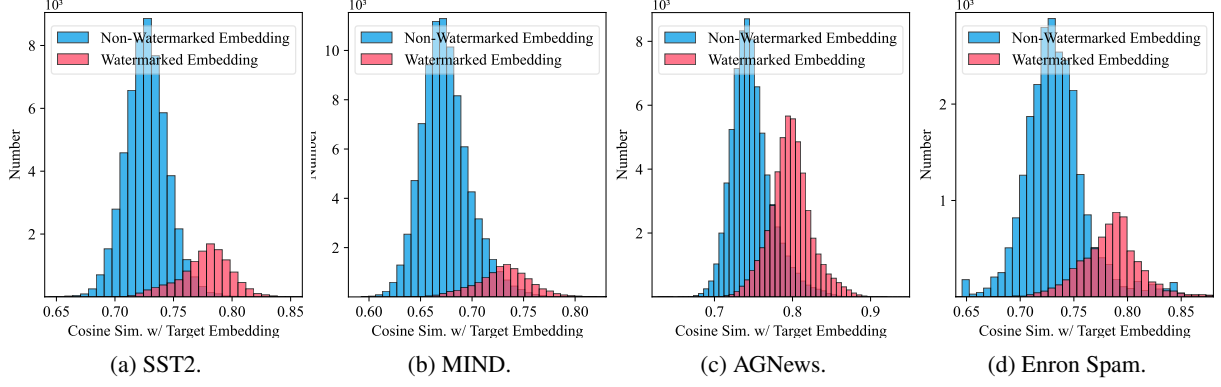 10³
Non-Watermarked Embedding
Watermarked Embedding
Number
8
6
4
2
0.65 0.70 0.75 0.80 0.85
Cosine Sim. w/ Target Embedding
(a) SST2.
10³
Non-Watermarked Embedding
Watermarked Embedding
Number
10
8
6
4
2
0.60 0.65 0.70 0.75 0.80
Cosine Sim. w/ Target Embedding
(b) MIND.
10³
Non-Watermarked Embedding
Watermarked Embedding
Number
8
6
4
2
0.7 0.8 0.9
Cosine Sim. w/ Target Embedding
(c) AGNews.
10³
Non-Watermarked Embedding
Watermarked Embedding
Number
2
1
0.65 0.70 0.75 0.80 0.85
Cosine Sim. w/ Target Embedding
(d) Enron Spam.